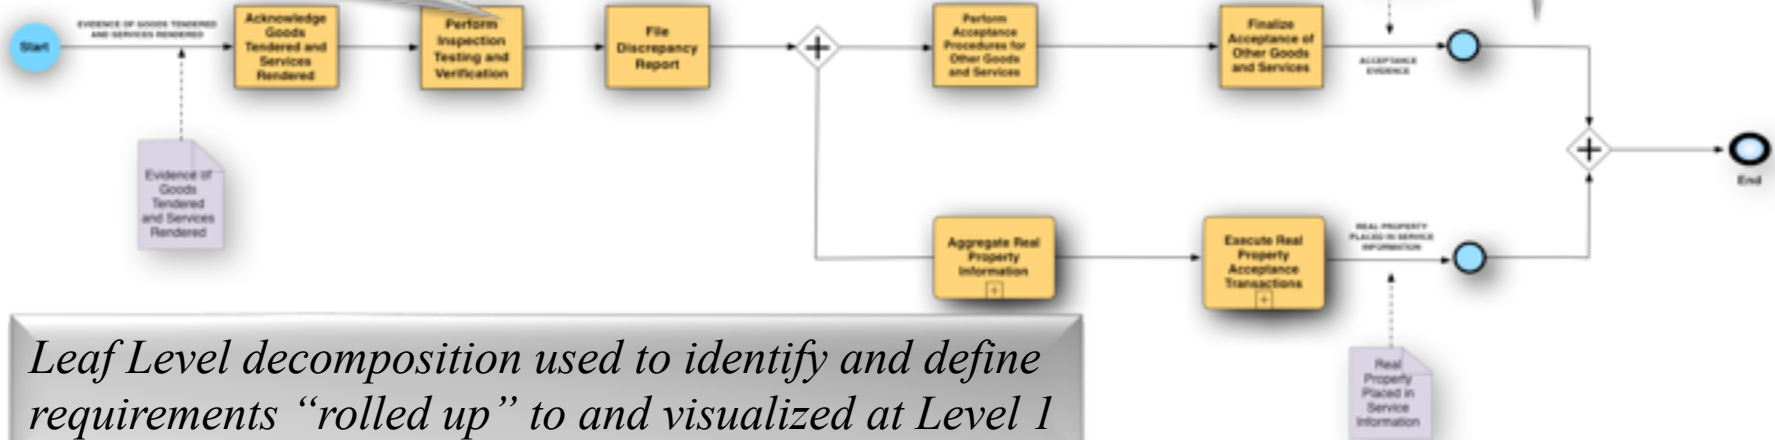 EVIDENCE OF GOODS TENDERED
AND SERVICES RENDERED
Start
Acknowledge
Goods
Tendered and
Services
Rendered
Perform
Inspection
Testing and
Verification
File
Discrepancy
Report
Perform
Acceptance
Procedures for
Other Goods
and Services
Finalize
Acceptance of
Other Goods
and Services
ACCEPTANCE
EVIDENCE
Evidence of
Goods
Tendered
and Services
Rendered
End
Aggregate Real
Property
Information
Execute Real
Property
Acceptance
Transactions
REAL PROPERTY
PLACED IN SERVICE
INFORMATION
Real
Property
Placed in
Service
Information
Leaf Level decomposition used to identify and define
requirements “rolled up” to and visualized at Level 1